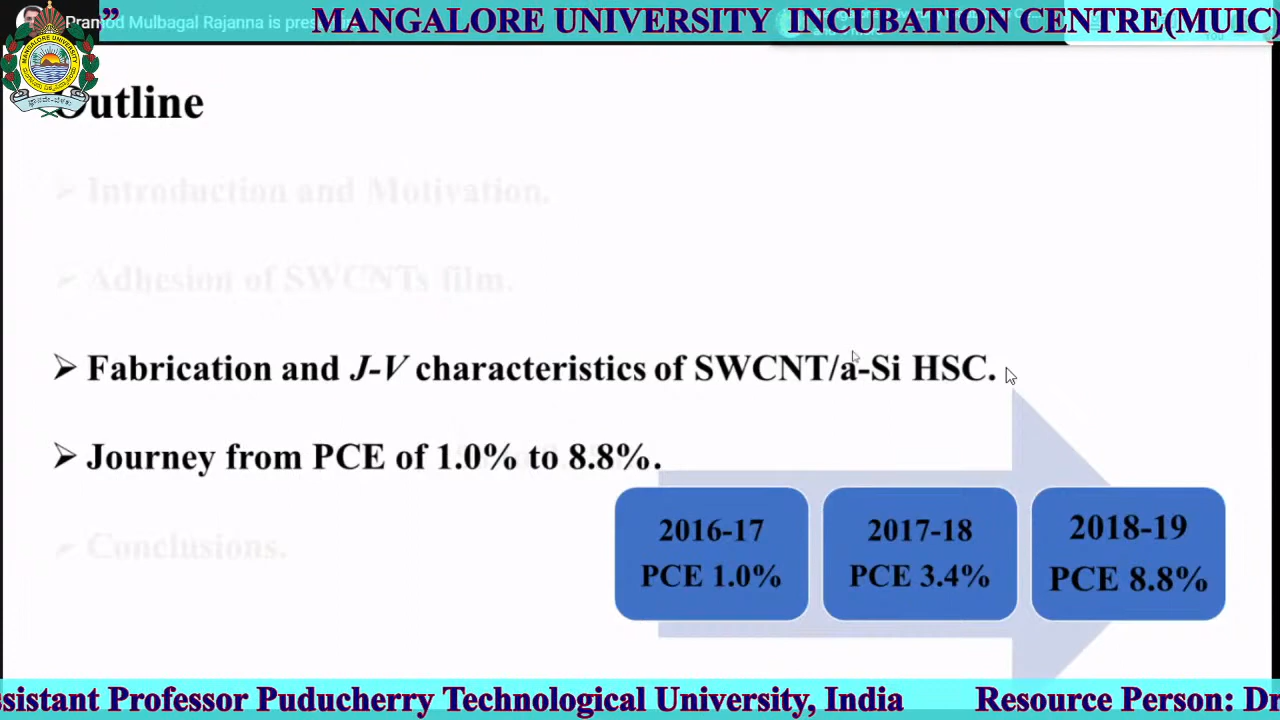 ”
Pramod Mulbagal Rajanna is
MANGALORE UNIVERSITY INCUBATION CENTRE(MUIC)
MANGALORE UNIVERSITY
Outline
➢ Introduction and Motivation.
➢ Adhesion of SWCNTs film.
➢ Fabrication and J-V characteristics of SWCNT/a-Si HSC.
➢ Journey from PCE of 1.0% to 8.8%.
➢ Conclusions.
2016-17
PCE 1.0%
2017-18
PCE 3.4%
2018-19
PCE 8.8%
ssistant Professor Puducherry Technological University, India Resource Person: Dr